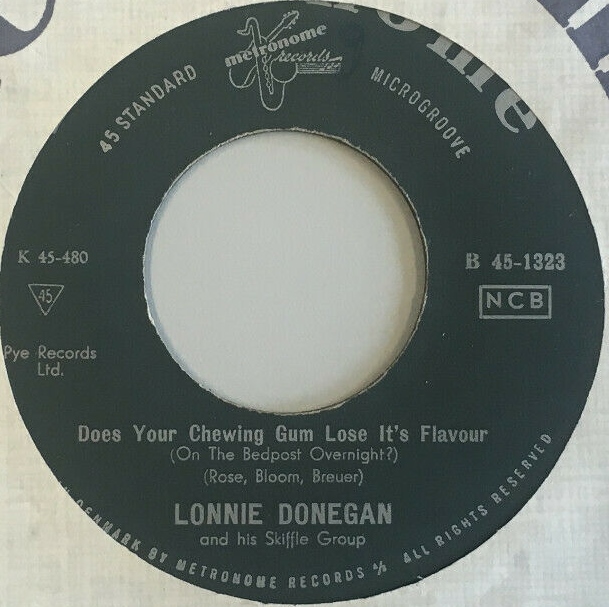 metronome
records
45 STANDARD
MICROGROOVE
K 45-480
B 45-1323
45
NCB
Pye Records
Ltd.
Does Your Chewing Gum Lose It's Flavour
(On The Bedpost Overnight?)
(Rose, Bloom, Breuer)
LONNIE DONEGAN
and his Skiffle Group
DENMARK BY METRONOME RECORDS A/S ALL RIGHTS RESERVED